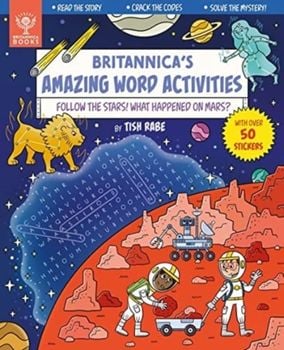 • READ THE STORY • CRACK THE CODES • SOLVE THE MYSTERY!
BRITANNICA
BOOKS
BRITANNICA'S
AMAZING WORD ACTIVITIES
FOLLOW THE STARS! WHAT HAPPENED ON MARS?
BY TISH RABE
WITH OVER
50
STICKERS